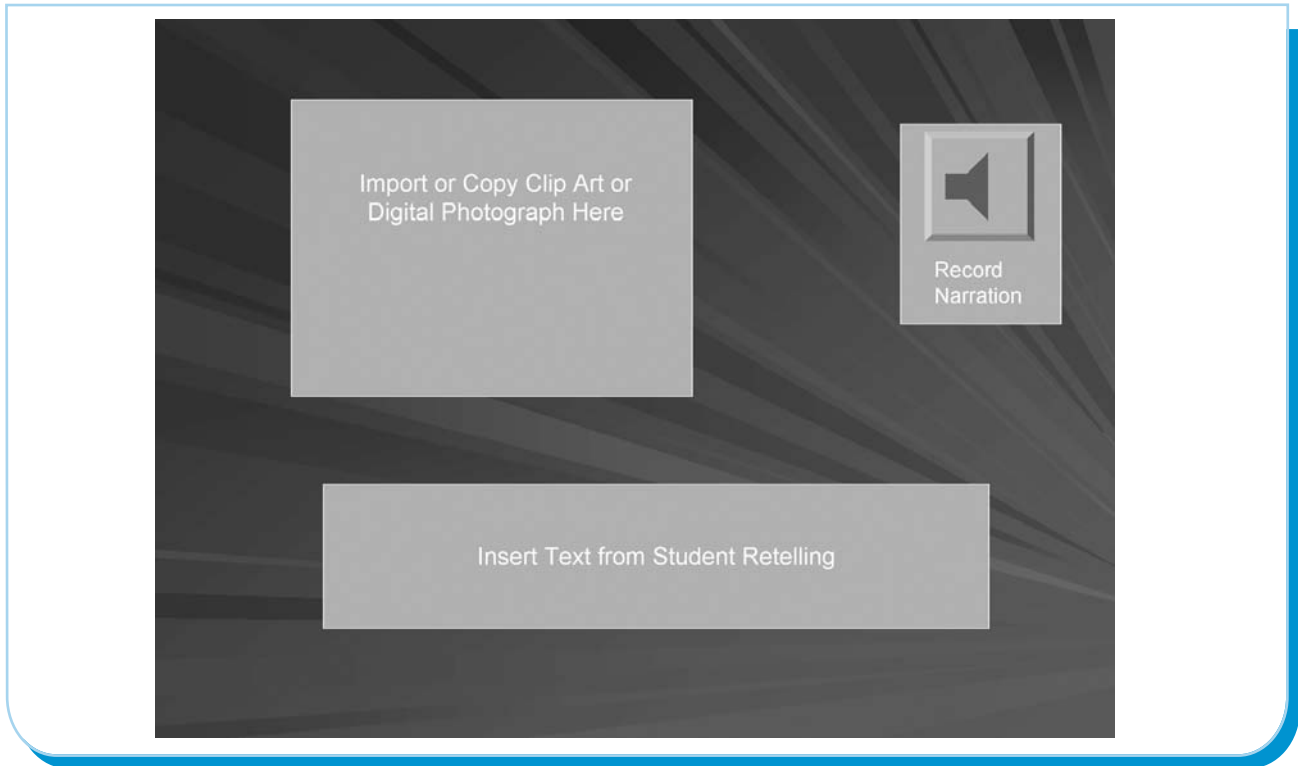 Import or Copy Clip Art or
Digital Photograph Here
Record
Narration
Insert Text from Student Retelling